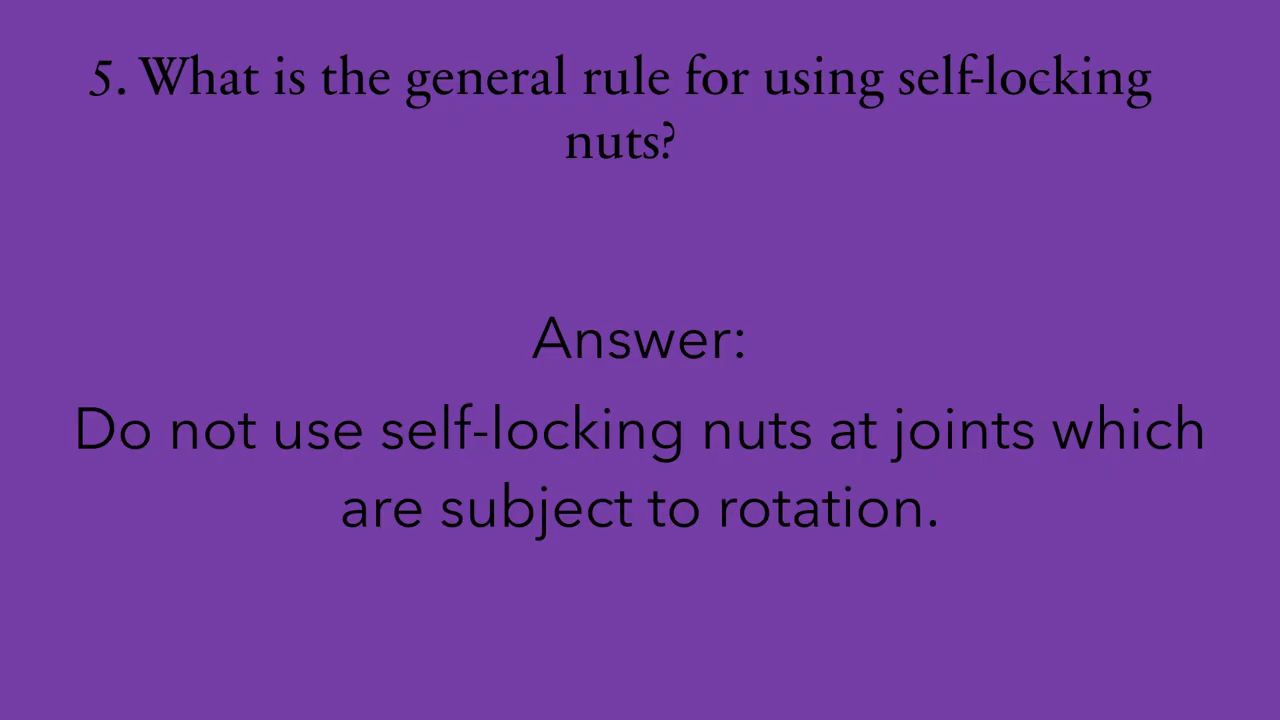 5. What is the general rule for using self-locking
nuts?
Answer:
Do not use self-locking nuts at joints which
are subject to rotation.